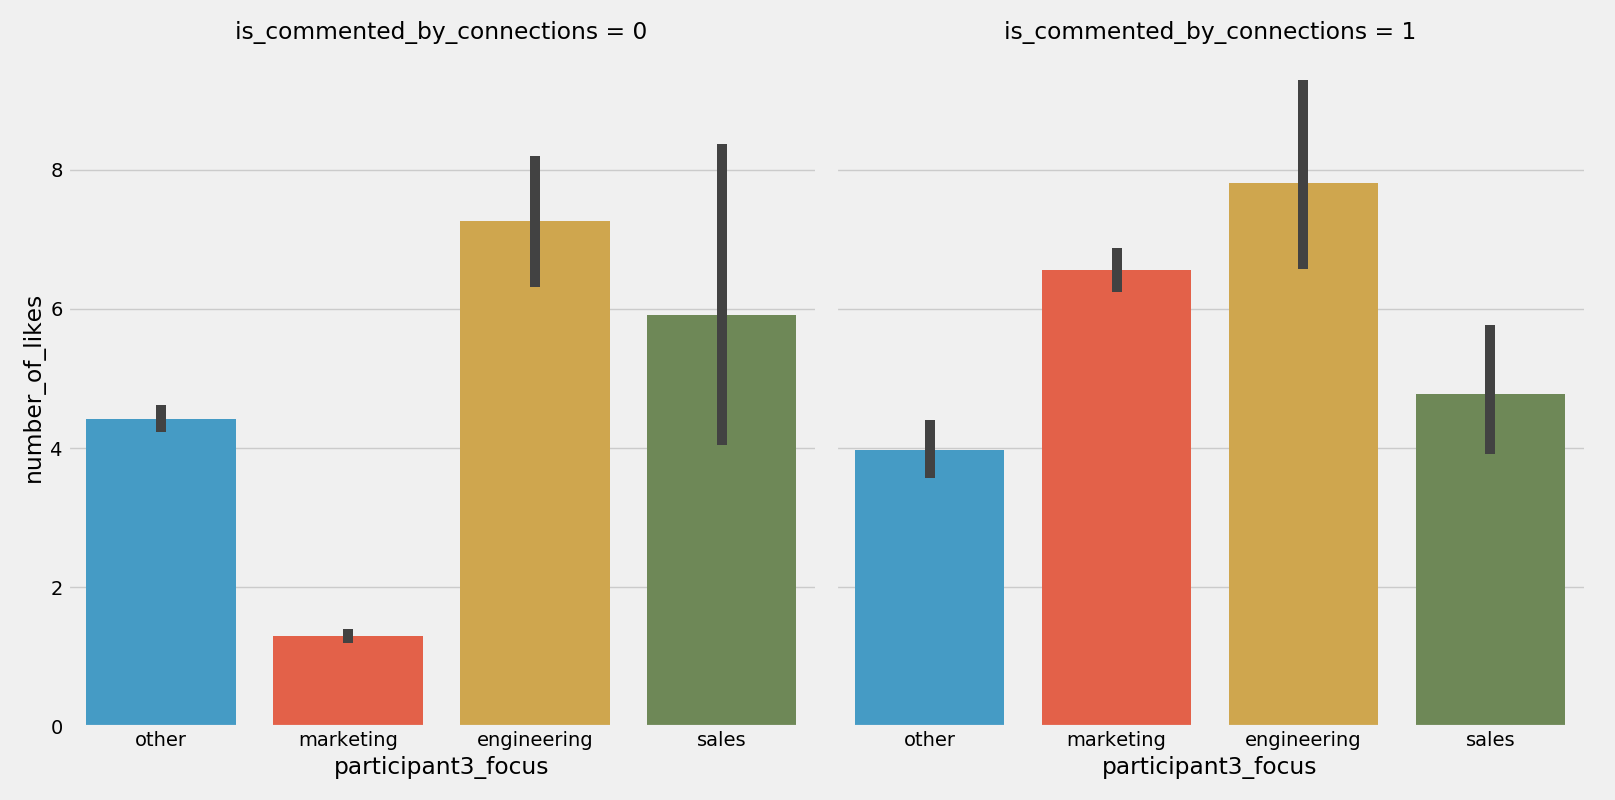 is_commented_by_connections = 0
is_commented_by_connections = 1
number_of_likes
8
6
4
2
0
other marketing engineering sales
other marketing engineering sales
participant3_focus
participant3_focus